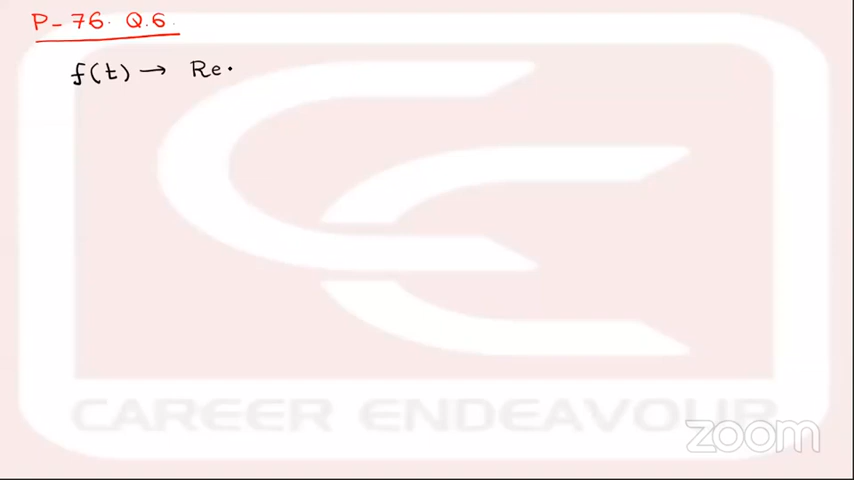 P- 76. Q.6.
f(t) → Re.
CAREER ENDEAVOUR
zoom